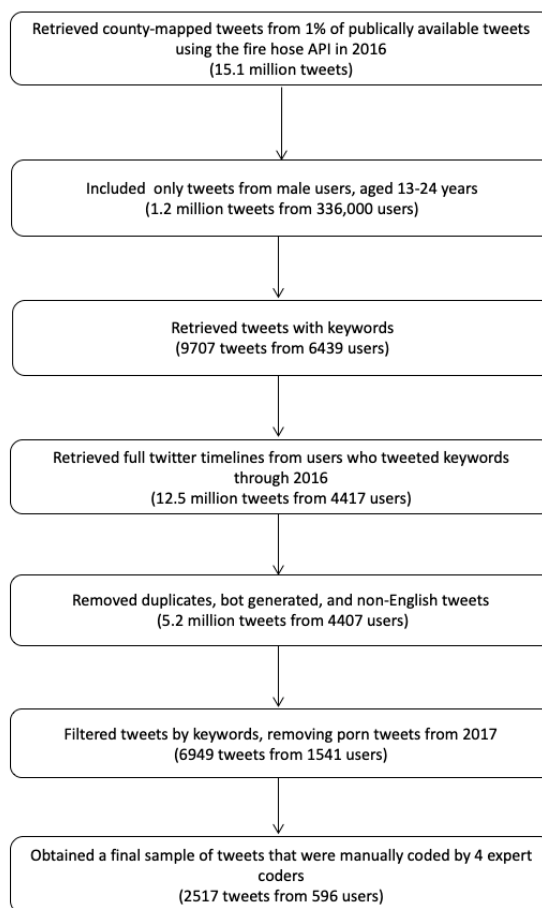 Retrieved county-mapped tweets from 1% of publically available tweets
using the fire hose API in 2016
(15.1 million tweets)
Included only tweets from male users, aged 13-24 years
(1.2 million tweets from 336,000 users)
Retrieved tweets with keywords
(9707 tweets from 6439 users)
Retrieved full twitter timelines from users who tweeted keywords
through 2016
(12.5 million tweets from 4417 users)
Removed duplicates, bot generated, and non-English tweets
(5.2 million tweets from 4407 users)
Filtered tweets by keywords, removing porn tweets from 2017
(6949 tweets from 1541 users)
Obtained a final sample of tweets that were manually coded by 4 expert
coders
(2517 tweets from 596 users)